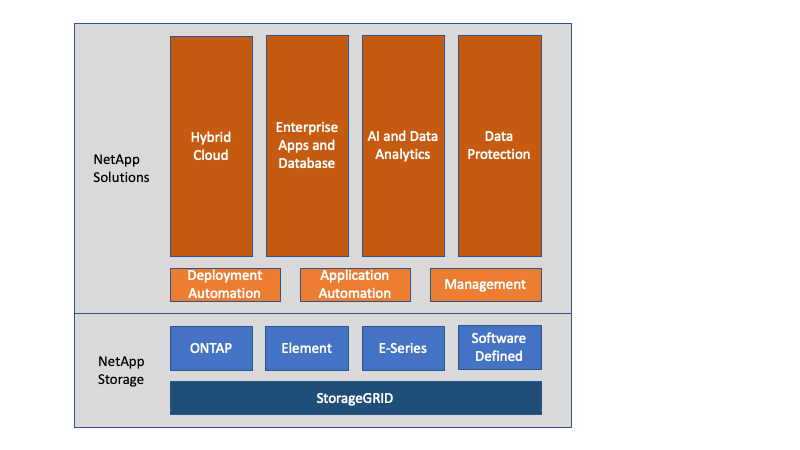 Hybrid
Cloud
Enterprise
Apps and
Database
AI and Data
Analytics
Data
Protection
NetApp
Solutions
Deployment
Automation
Application
Automation
Management
NetApp
Storage
ONTAP
Element
E-Series
Software
Defined
StorageGRID